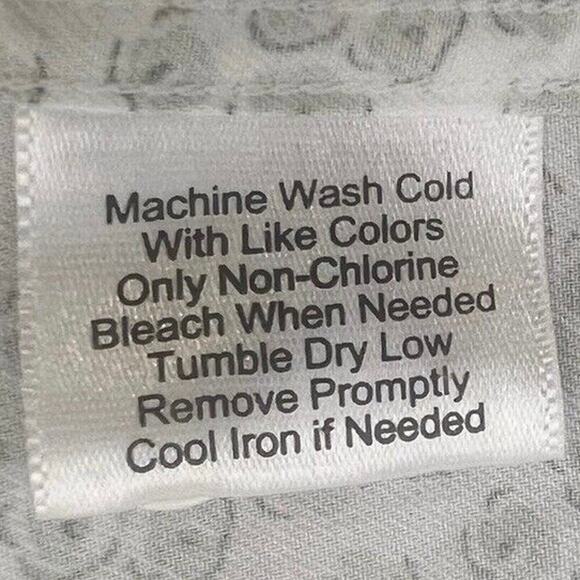 Machine Wash Cold
With Like Colors
Only Non-Chlorine
Bleach When Needed
Tumble Dry Low
Remove Promptly
Cool Iron if Needed